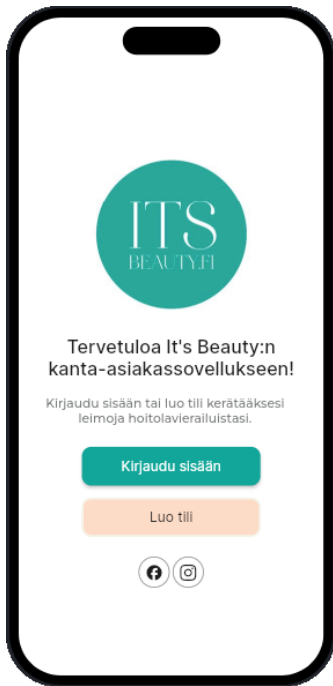 ITS
BEAUTY.FI
Tervetuloa It's Beauty:n
kanta-asiakassovellukseen!
Kirjaudu sisään tai luo tili kerätääksesi
leimoja hoitolavierailuistasi.
Kirjaudu sisään
Luo tili